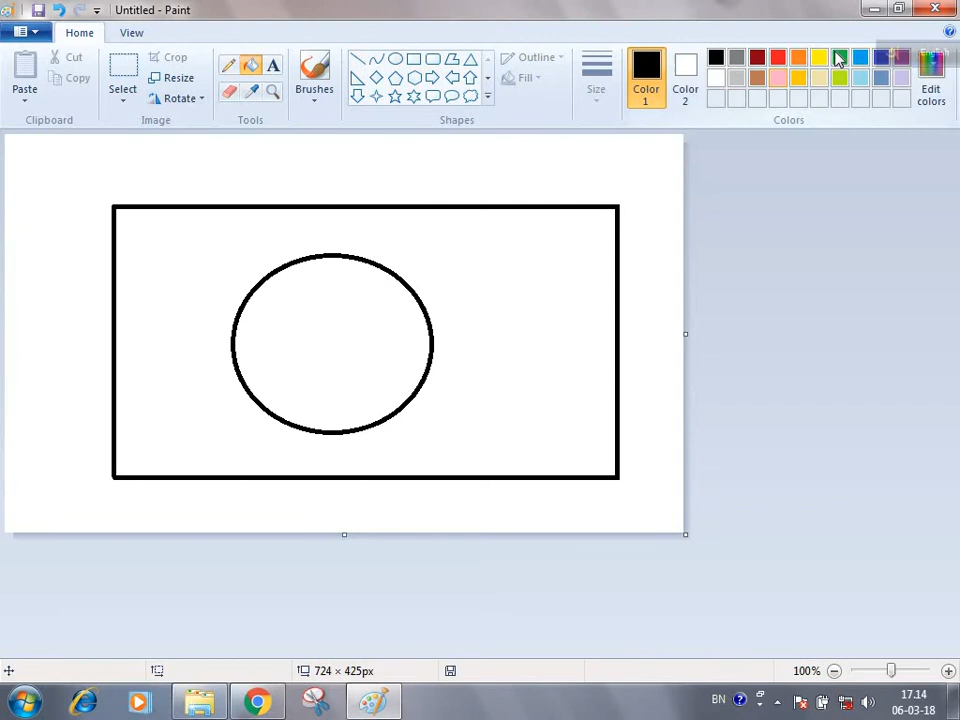 Untitled - Paint
Home
View
Paste
Cut
Copy
Clipboard
Select
Crop
Resize
Rotate
Image
A
Tools
Brushes
Outline
Fill
Shapes
Size
Color
1
Color
2
Colors
Edit
colors
English
724 × 425px
100%
BN
17.14
06-03-18